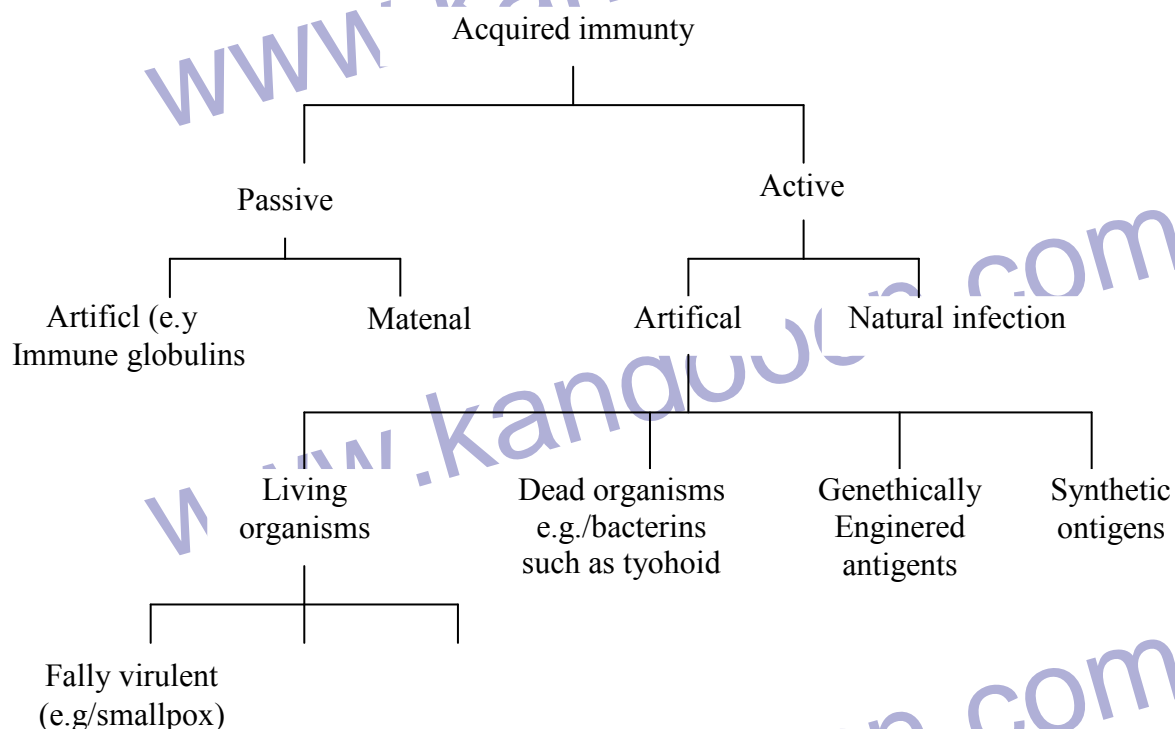 Acquired immunty
Passive
Active
Artificl (e.y
Immune globulins
Matenal
Artifical
Natural infection
Living
organisms
Dead organisms
e.g./bacterins
such as tyohoid
Genethically
Enginered
antigents
Synthetic
ontigens
Fally virulent
(e.g/smallpox)